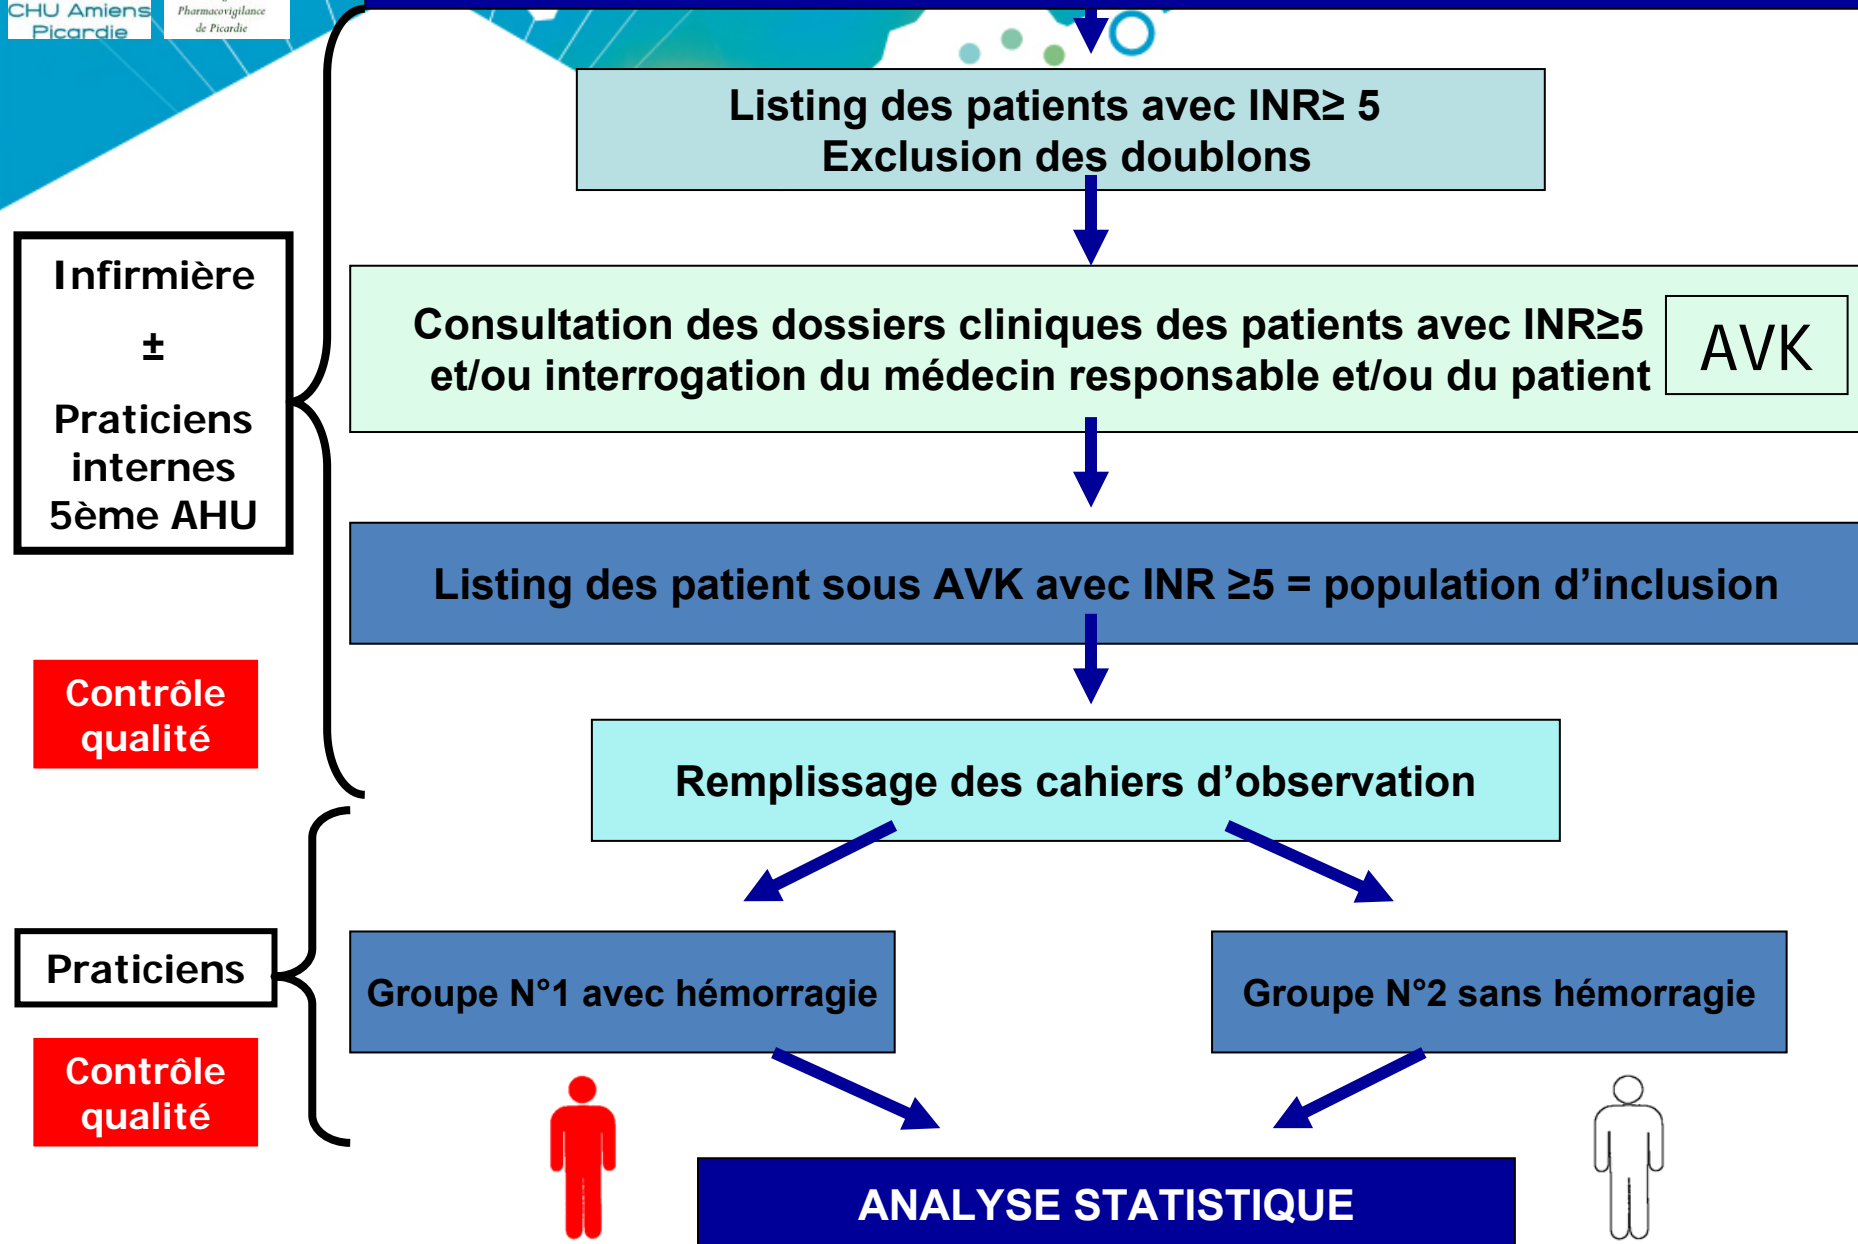 CHU Amiens
Picardie
Pharmacovigilance
de Picardie
Listing des patients avec INR≥ 5
Exclusion des doublons
Infirmière
±
Praticiens
internes
5ème AHU
Consultation des dossiers cliniques des patients avec INR≥5
et/ou interrogation du médecin responsable et/ou du patient
AVK
Listing des patient sous AVK avec INR ≥5 = population d’inclusion
Contrôle
qualité
Remplissage des cahiers d’observation
Praticiens
Groupe N°1 avec hémorragie
Groupe N°2 sans hémorragie
Contrôle
qualité
ANALYSE STATISTIQUE